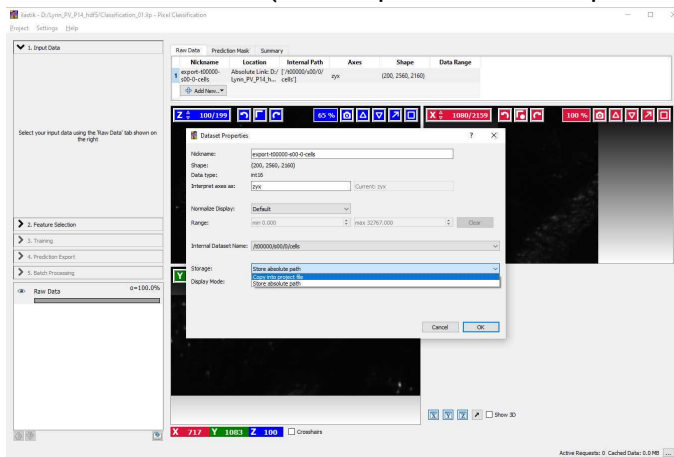 ilastik - D:/Lynn_PV_P14_hdf5/Classification_01.ilp - Pixel Classification
Project Settings Help
1. Input Data
Select your input data using the 'Raw Data' tab shown on
the right
2. Feature Selection
3. Training
4. Prediction Export
5. Batch Processing
Raw Data α=100.0%
Raw Data Prediction Mask Summary
Nickname Location Internal Path Axes Shape Data Range
1 export-t00000-s00-0-cells Absolute Link: D:/Lynn_PV_P14_h... ['/t00000/s00/0/cells'] zyx (200, 2560, 2160)
Add New...
Z 100/199 65 %
X 1080/2159 100 %
Y
Dataset Properties ? X
Nickname: export-t00000-s00-0-cells
Shape: (200, 2560, 2160)
Data type: int16
Interpret axes as: zyx Current: zyx
Normalize Display: Default
Range: min 0.000 max 32767.000 Clear
Internal Dataset Name: /t00000/s00/0/cells
Storage: Store absolute path
Copy into project file
Display Mode: Store absolute path
Cancel OK
X Y Z Show 3D
X 717 Y 1083 Z 100 Crosshairs
Active Requests: 0 Cached Data: 0.0 MB ...